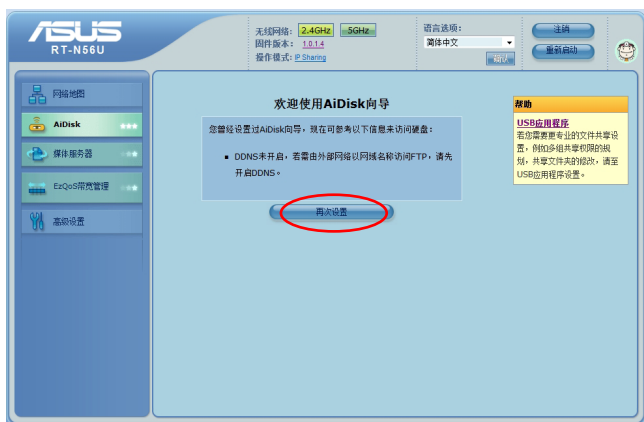 ASUS
RT-N56U
无线网络: 2.4GHz 5GHz
固件版本: 1.0.1.4
操作模式: IP Sharing
语言选项:
简体中文
确认
注销
重新启动
网络地图
AiDisk
媒体服务器
EzQoS带宽管理
高级设置
欢迎使用AiDisk向导
您曾经设置过AiDisk向导，现在可参考以下信息来访问硬盘：
DDNS未开启，若需由外部网络以网域名称访问FTP，请先
开启DDNS。
再次设置
帮助
USB应用程序
若您需要更专业的文件共享设
置，例如多组共享权限的规
划，共享文件夹的修改，请至
USB应用程序设置。